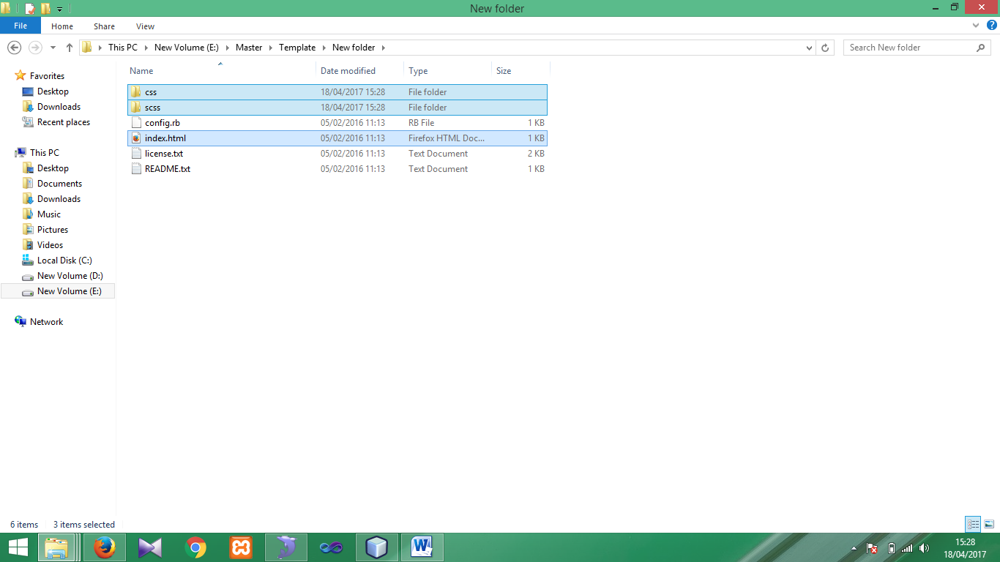 New folder
File Home Share View
This PC New Volume (E:) Master Template New folder
Search New folder
Name Date modified Type Size
css 18/04/2017 15:28 File folder
scss 18/04/2017 15:28 File folder
config.rb 05/02/2016 11:13 RB File 1 KB
index.html 05/02/2016 11:13 Firefox HTML Doc... 1 KB
license.txt 05/02/2016 11:13 Text Document 2 KB
README.txt 05/02/2016 11:13 Text Document 1 KB
Favorites
Desktop
Downloads
Recent places
This PC
Desktop
Documents
Downloads
Music
Pictures
Videos
Local Disk (C:)
New Volume (D:)
New Volume (E:)
Network
6 items 3 items selected
15:28
18/04/2017